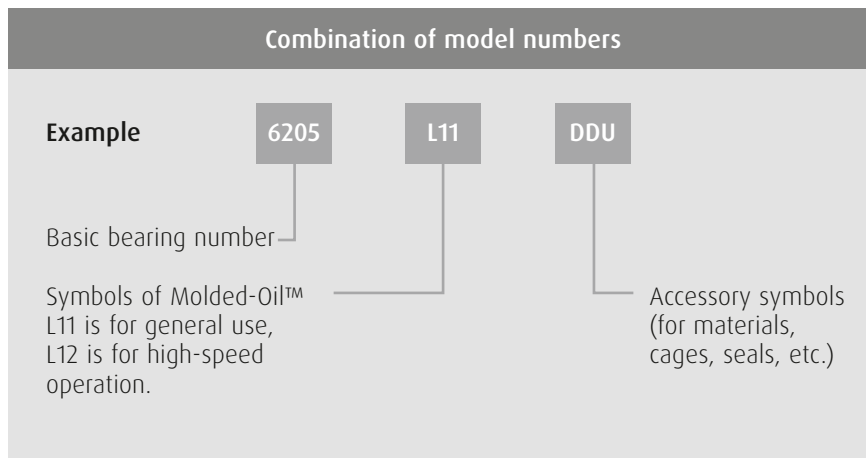 Combination of model numbers
Example 6205 L11 DDU
Basic bearing number
Symbols of Molded-Oil™
L11 is for general use,
L12 is for high-speed
operation.
Accessory symbols
(for materials,
cages, seals, etc.)